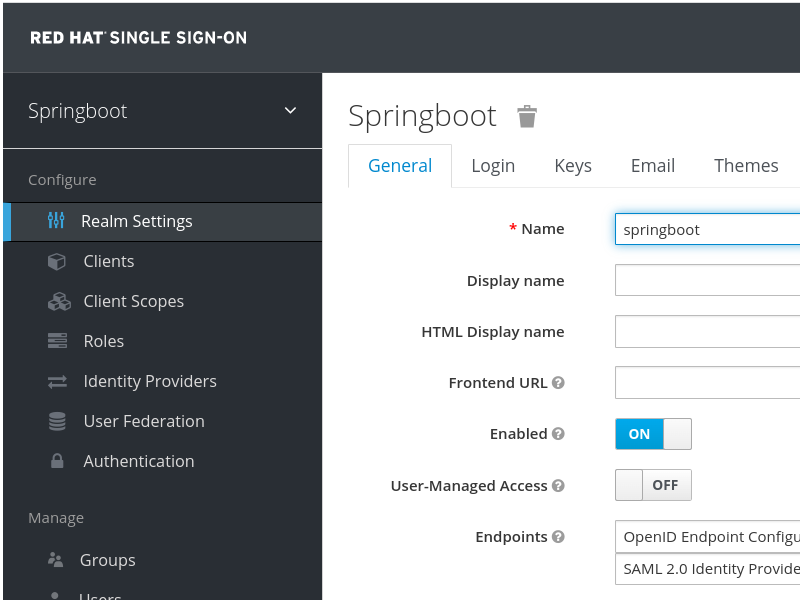 RED HAT SINGLE SIGN-ON
Springboot
Configure
Realm Settings
Clients
Client Scopes
Roles
Identity Providers
User Federation
Authentication
Manage
Groups
Users
Springboot
General Login Keys Email Themes
* Name springboot
Display name
HTML Display name
Frontend URL ?
Enabled ? ON
User-Managed Access ? OFF
Endpoints ? OpenID Endpoint Configu
SAML 2.0 Identity Provide